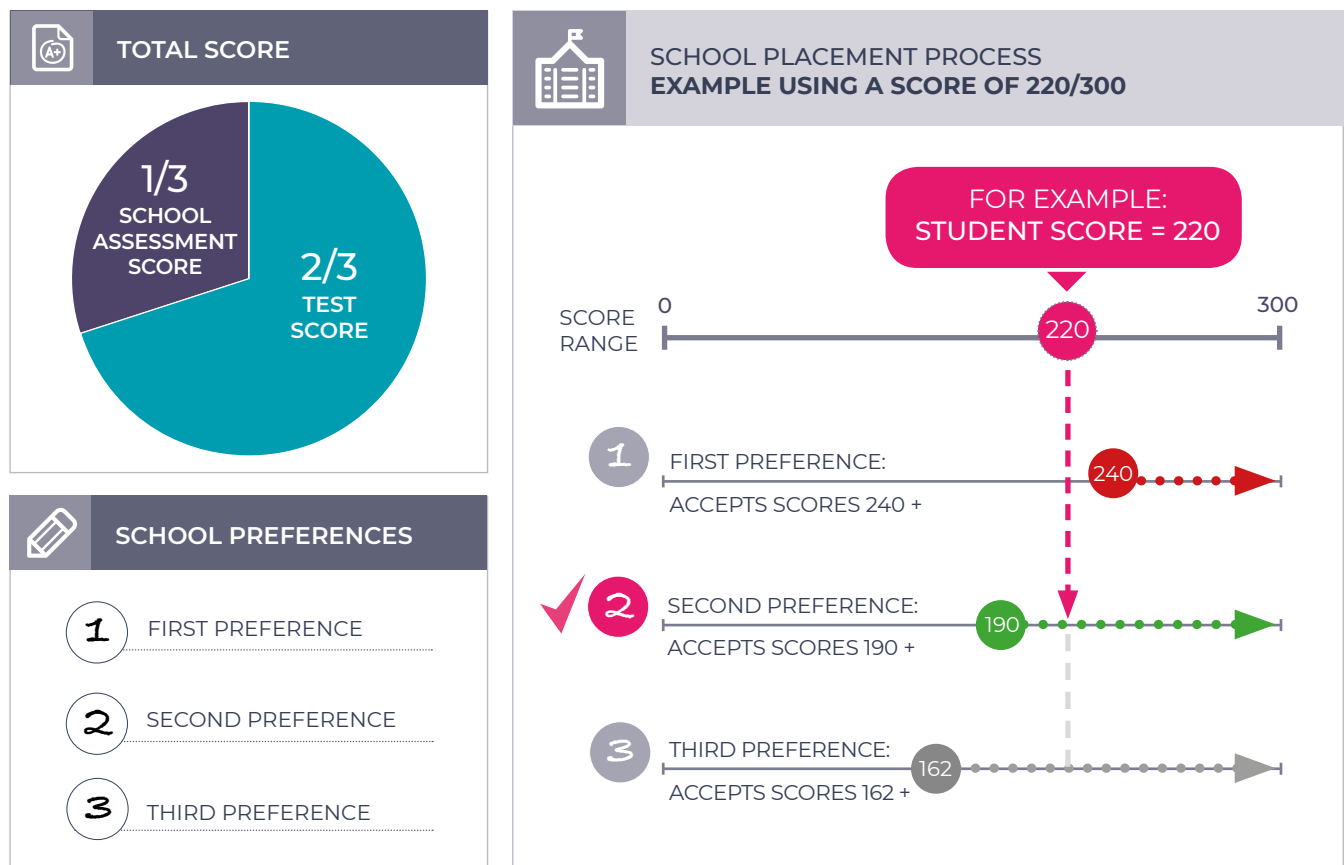 A+
TOTAL SCORE
1/3
SCHOOL
ASSESSMENT
SCORE
2/3
TEST
SCORE
SCHOOL PREFERENCES
1 FIRST PREFERENCE
2 SECOND PREFERENCE
3 THIRD PREFERENCE
SCHOOL PLACEMENT PROCESS
EXAMPLE USING A SCORE OF 220/300
FOR EXAMPLE:
STUDENT SCORE = 220
SCORE
RANGE
0
220
300
1
FIRST PREFERENCE:
240
ACCEPTS SCORES 240 +
2
SECOND PREFERENCE:
190
ACCEPTS SCORES 190 +
3
THIRD PREFERENCE:
162
ACCEPTS SCORES 162 +